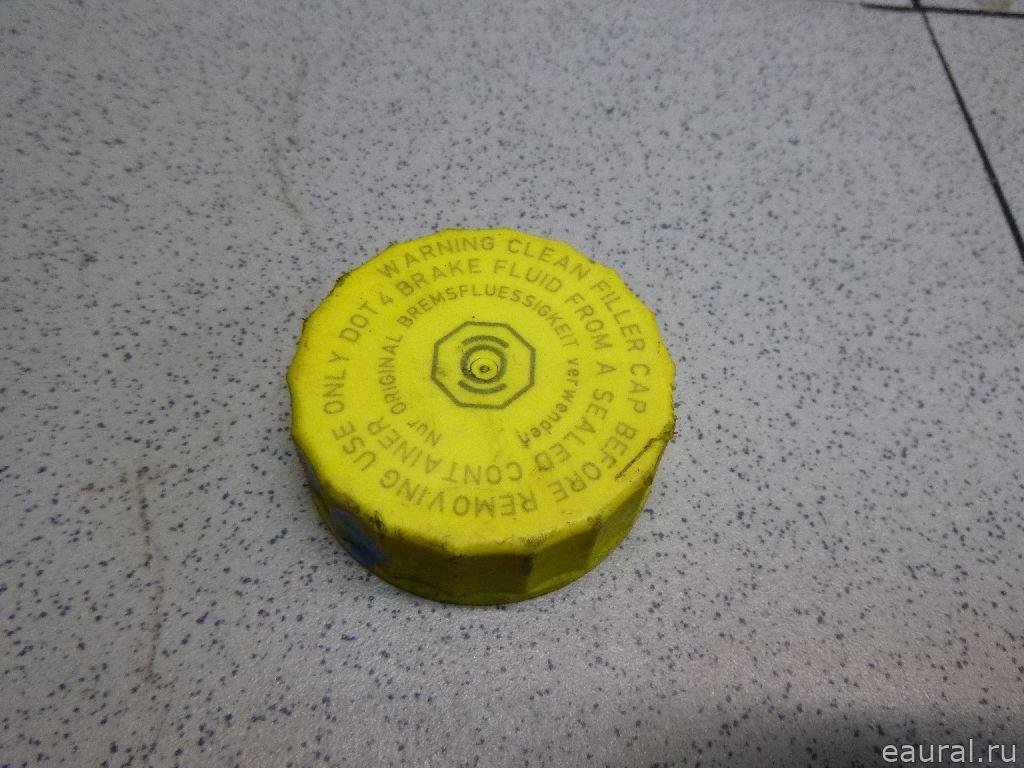 WARNING CLEAN FILLER CAP BEFORE REMOVING USE ONLY DOT 4 BRAKE FLUID FROM A SEALED CONTAINER
Nur ORIGINAL BREMSFLUESSIGKEIT verwenden
eaural.ru